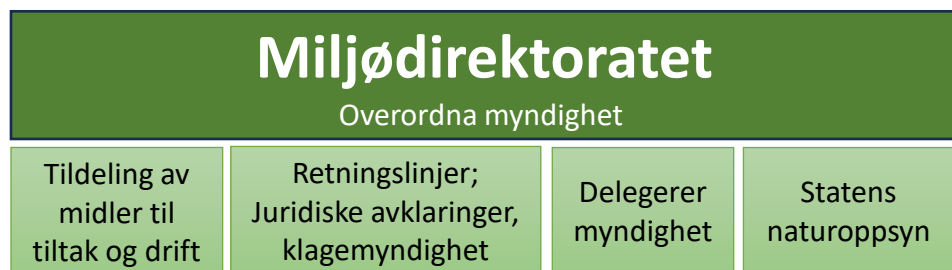 Miljødirektoratet
Overordna myndighet
Tildeling av
midler til
tiltak og drift
Retningslinjer;
Juridiske avklaringer,
klagemyndighet
Delegerer
myndighet
Statens
naturoppsyn